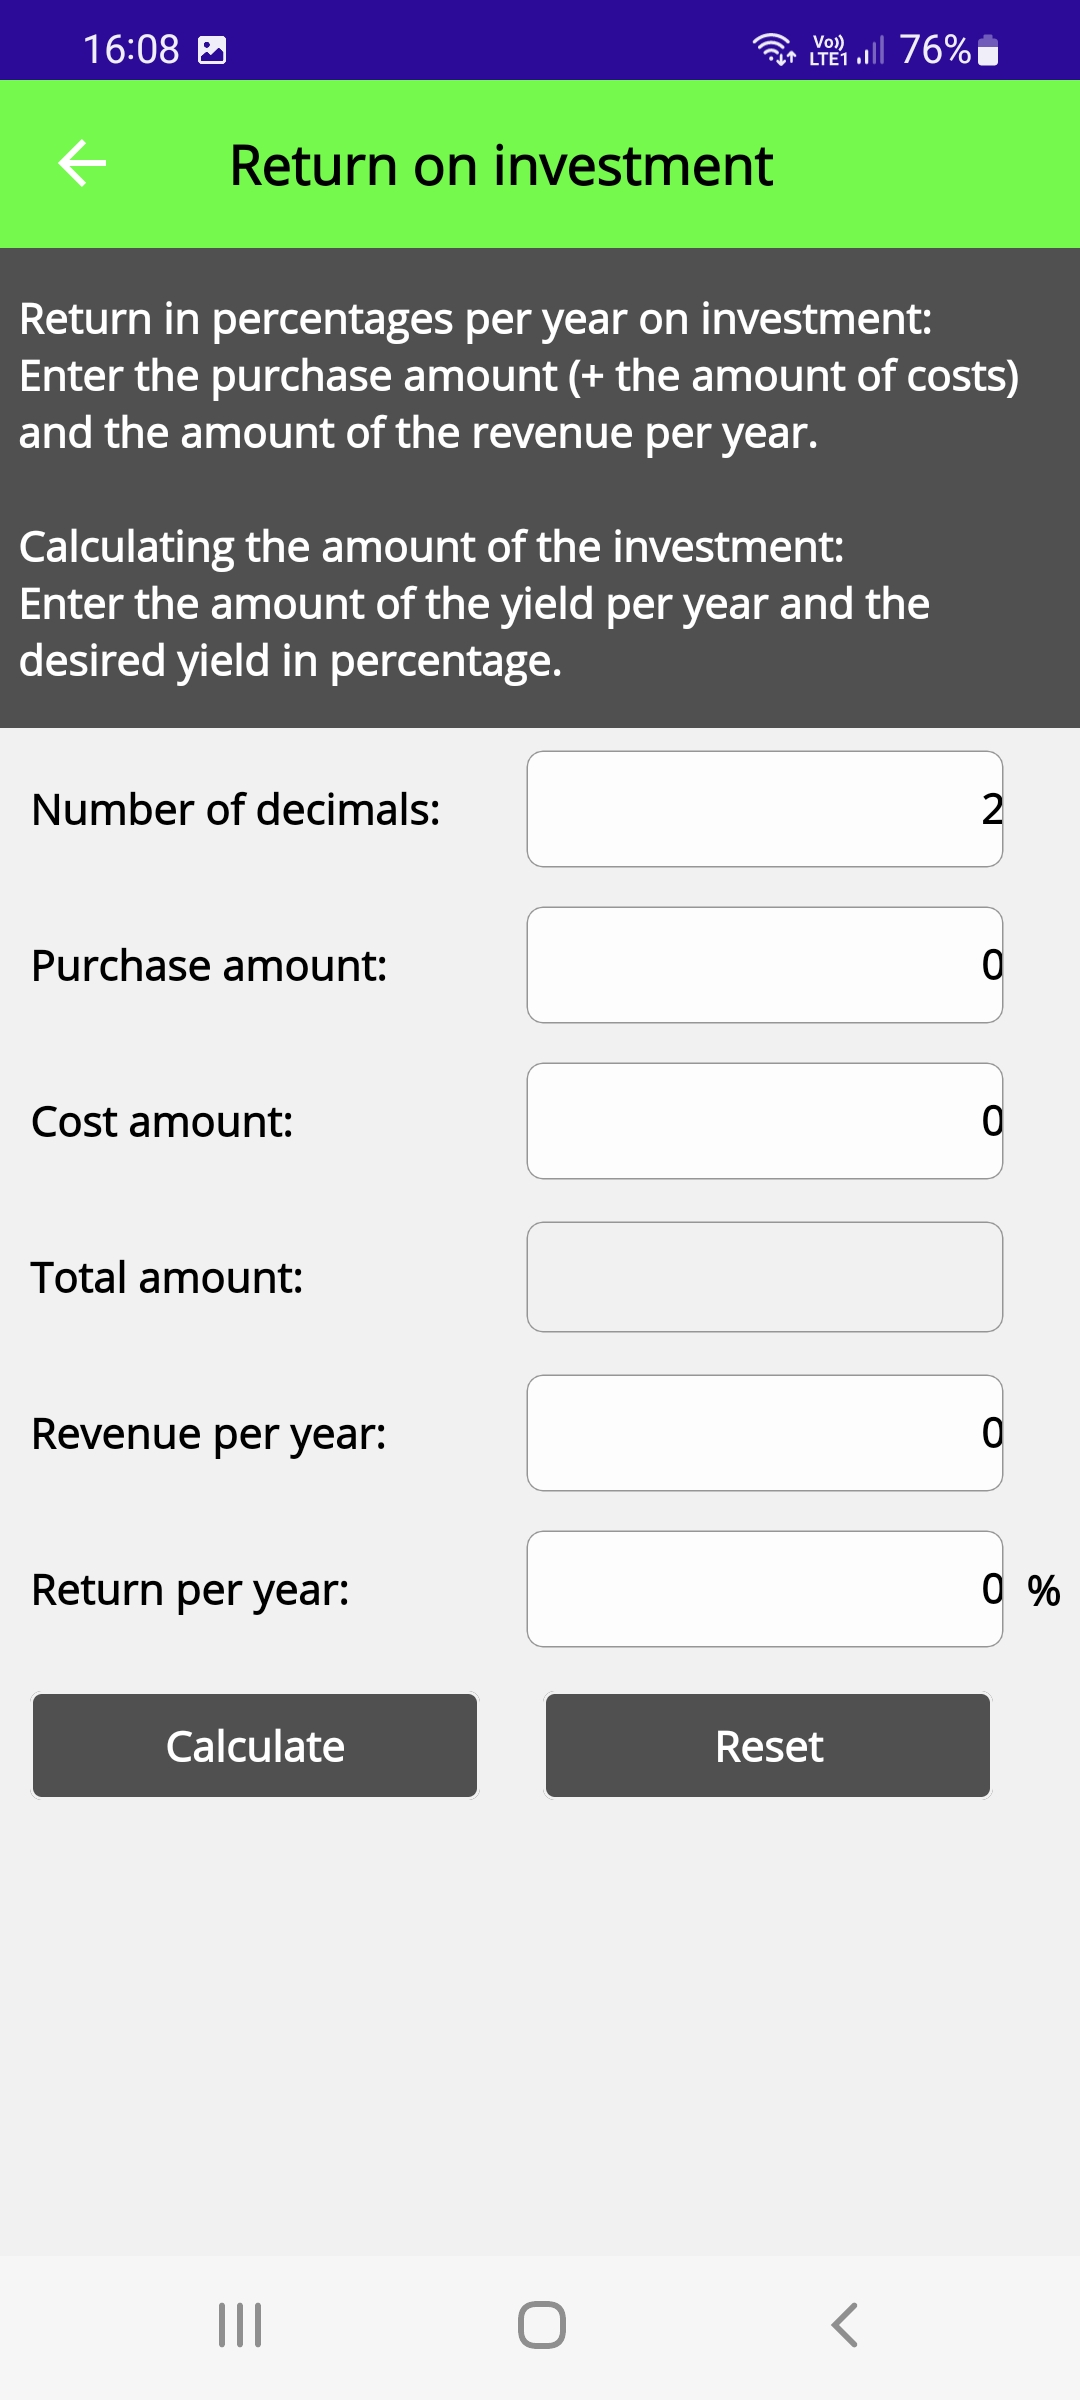 16:08 Vo)) LTE1 76%
Return on investment
Return in percentages per year on investment:
Enter the purchase amount (+ the amount of costs)
and the amount of the revenue per year.
Calculating the amount of the investment:
Enter the amount of the yield per year and the
desired yield in percentage.
Number of decimals: 2
Purchase amount: 0
Cost amount: 0
Total amount:
Revenue per year: 0
Return per year: 0 %
Calculate Reset